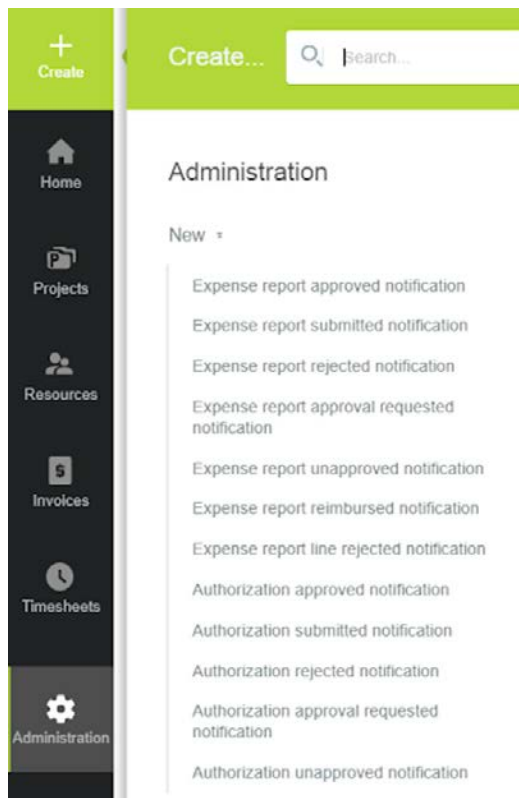 Create
Home
Projects
Resources
Invoices
Timesheets
Administration
Create...
Search...
Administration
New
Expense report approved notification
Expense report submitted notification
Expense report rejected notification
Expense report approval requested
notification
Expense report unapproved notification
Expense report reimbursed notification
Expense report line rejected notification
Authorization approved notification
Authorization submitted notification
Authorization rejected notification
Authorization approval requested
notification
Authorization unapproved notification